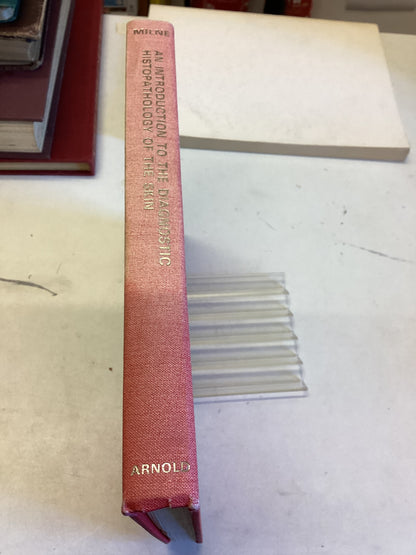 MILNE
AN INTRODUCTION TO THE DIAGNOSTIC
HISTOPATHOLOGY OF THE SKIN
ARNOLD